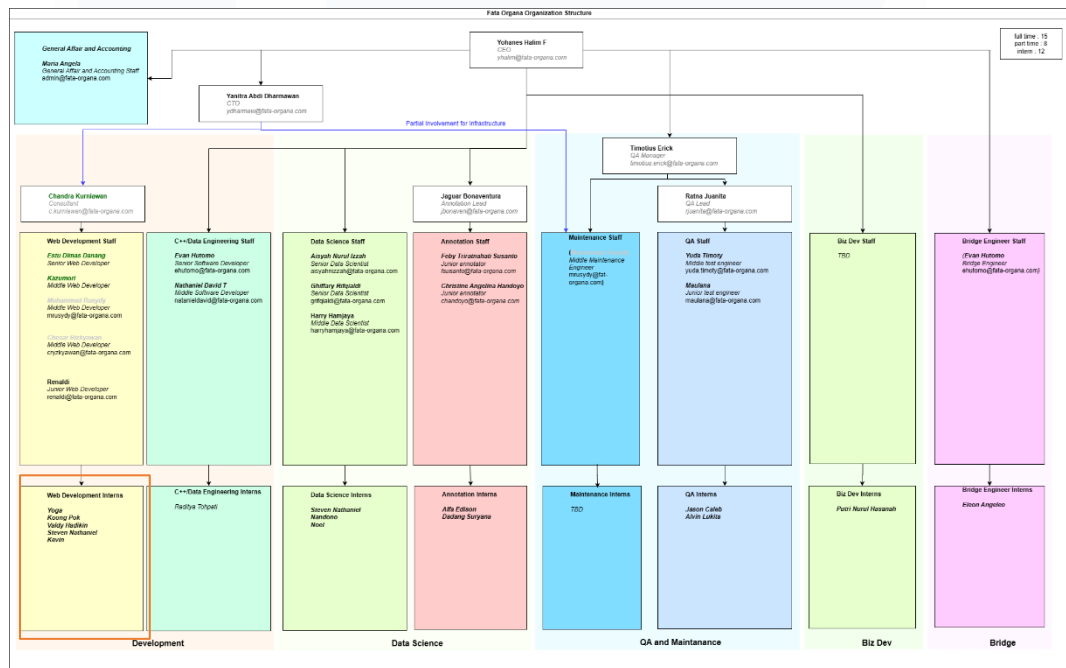 Fata Organa Organization Structure
full time : 15
part time : 8
intern : 12
General Affair and Accounting
Maria Angela
General Affair and Accounting Staff
admin@fata-organa.com
Yohanes Halim F
CEO
yhalim@fata-organa.com
Yanitra Abdi Dharmawan
CTO
Partial Involvement for Infrastructure
Timotius Erick
QA Manager
timotius.erick@fata-organa.com
Chandra Kurniawan
Consultant
c.kurniawan@fata-organa.com
Jaguar Bonaventura
Annotation Lead
jbonaven@fata-organa.com
Ratna Juanita
QA Lead
rjuanita@fata-organa.com
Web Development Staff
Estu Dimas Danang
Senior Web Developer
Kazumori
Middle Web Developer
Muhammad Rusydy
Middle Web Developer
mrusydy@fata-organa.com
Middle Web Developer
Renaldi
Junior Web Developer
renaldi@fata-organa.com
C++/Data Engineering Staff
Evan Hutomo
Senior Software Developer
ehutomo@fata-organa.com
Nathaniel David T
Middle Software Developer
natanieldavid@fata-organa.com
Data Science Staff
Aisyah Nurul Izzah
Senior Data Scientist
aisyahnizzah@fata-organa.com
Ghiffary Rifqialdi
Senior Data Scientist
grifqialdi@fata-organa.com
Harry Hamjaya
Middle Data Scientist
harryhamjaya@fata-organa.com
Annotation Staff
Feby Triratnahati Susanto
Junior annotator
fsusanto@fata-organa.com
Christine Angelina Handoyo
Junior annotator
chandoyo@fata-organa.com
Maintenance Staff
(
Middle Maintenance
Engineer
mrusydy@fat-
organa.com)
QA Staff
Yuda Timoty
Middle test engineer
yuda.timoty@fata-organa.com
Maulana
Junior test engineer
maulana@fata-organa.com
Biz Dev Staff
TBD
Bridge Engineer Staff
(Evan Hutomo
Bridge Engineer
ehutomo@fata-organa.com)
Web Development Interns
Yoga
Koong Pok
Valdy Hadikin
Steven Nathaniel
Kevin
C++/Data Engineering Interns
Raditya Tohpati
Data Science Interns
Steven Nathaniel
Nandono
Noel
Annotation Interns
Alfa Edison
Dadang Suryana
Maintenance Interns
TBD
QA Interns
Jason Caleb
Alvin Lukita
Biz Dev Interns
Putri Nurul Hasanah
Bridge Engineer Interns
Eison Angeleo
Development
Data Science
QA and Maintanance
Biz Dev
Bridge